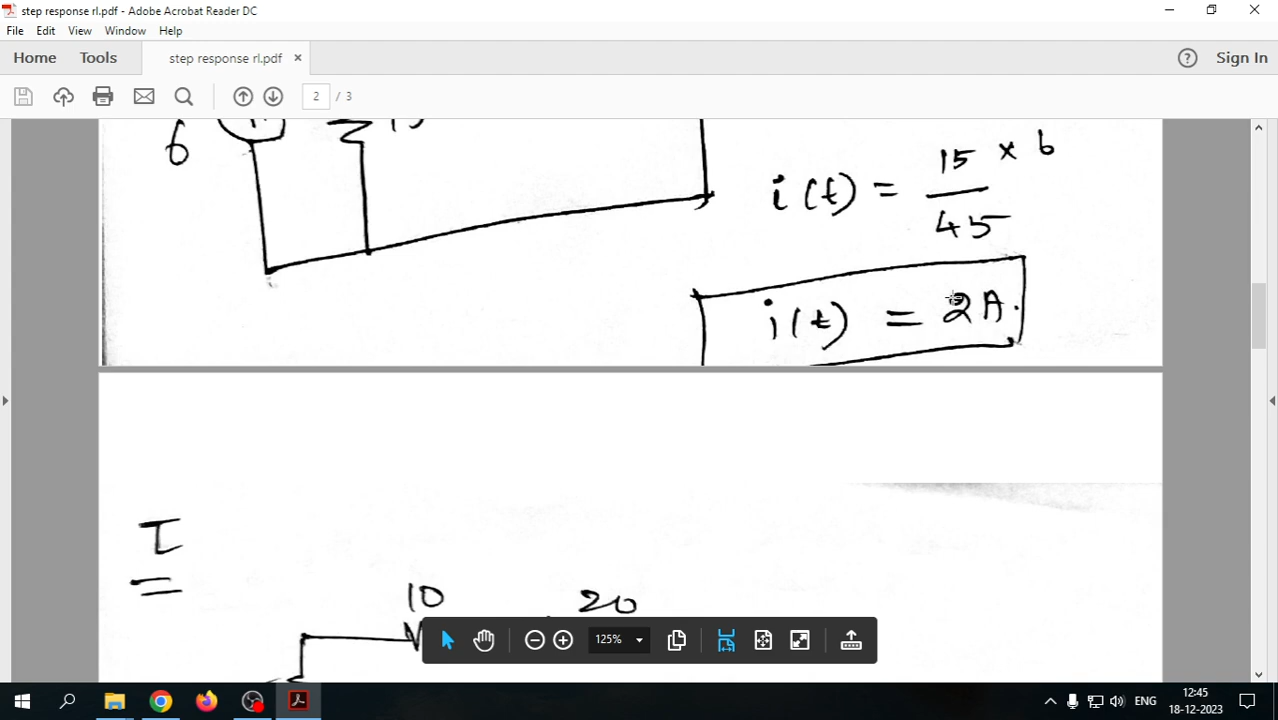 step response rl.pdf - Adobe Acrobat Reader DC
File Edit View Window Help
Home Tools step response rl.pdf × Sign In
2 / 3
6 15
i(t) = 15 × 6
45
i(t) = 2A.
τ
=
10 20
125%
ENG 12:45
18-12-2023